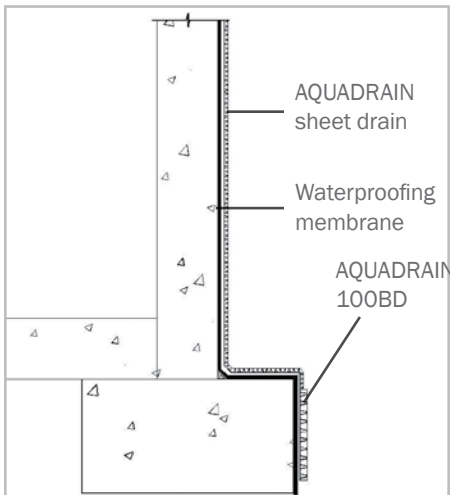 AQUADRAIN
sheet drain
Waterproofing
membrane
AQUADRAIN
100BD